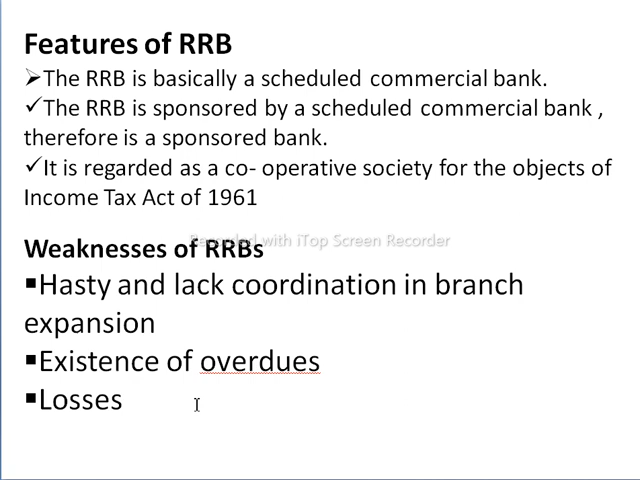 Features of RRB
➢The RRB is basically a scheduled commercial bank.
✓The RRB is sponsored by a scheduled commercial bank ,
therefore is a sponsored bank.
✓It is regarded as a co- operative society for the objects of
Income Tax Act of 1961
Recorded with iTop Screen Recorder
Weaknesses of RRBs
▪Hasty and lack coordination in branch
expansion
▪Existence of overdues
▪Losses